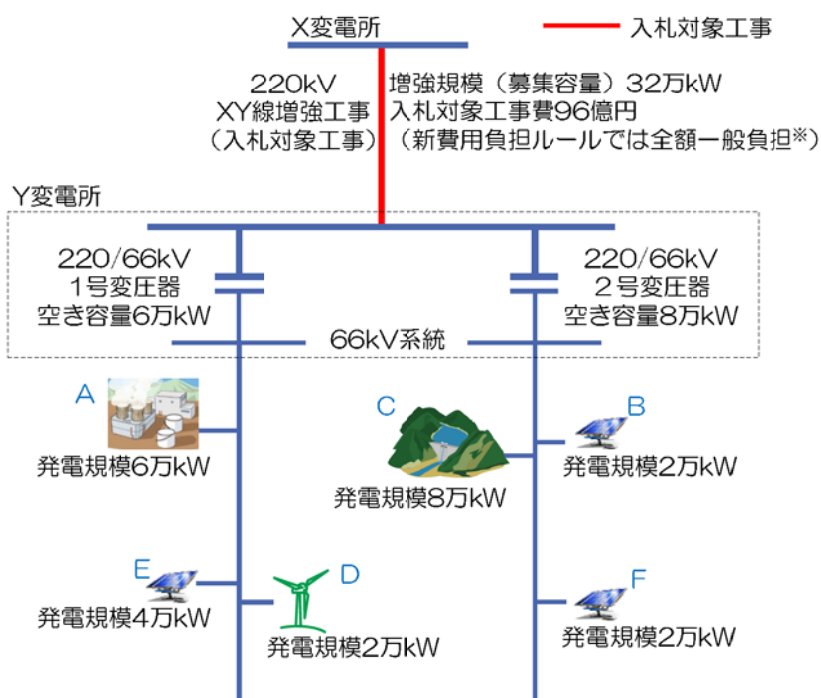 X変電所
入札対象工事
220kV
XY線増強工事
(入札対象工事)
増強規模(募集容量)32万kW
入札対象工事費96億円
(新費用負担ルールでは全額一般負担※)
Y変電所
220/66kV
1号変圧器
空き容量6万kW
220/66kV
2号変圧器
空き容量8万kW
66kV系統
A
発電規模6万kW
C
発電規模8万kW
B
発電規模2万kW
E
発電規模4万kW
D
発電規模2万kW
F
発電規模2万kW